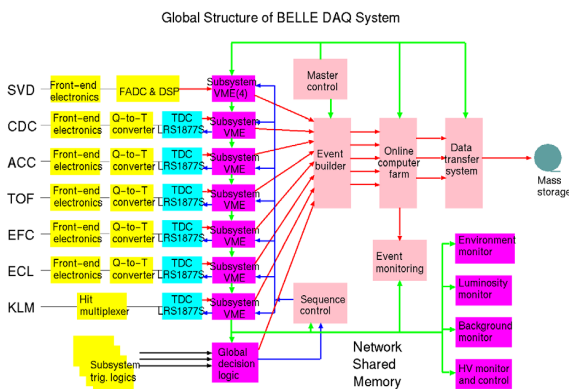 Global Structure of BELLE DAQ System
SVD
Front-end
electronics
FADC & DSP
Subsystem
VME(4)
Master
control
CDC
Front-end
electronics
Q-to-T
converter
TDC
LRS1877S
Subsystem
VME
ACC
Front-end
electronics
Q-to-T
converter
TDC
LRS1877S
Subsystem
VME
Event
builder
Online
computer
farm
Data
transfer
system
Mass
storage
TOF
Front-end
electronics
Q-to-T
converter
TDC
LRS1877S
Subsystem
VME
EFC
Front-end
electronics
Q-to-T
converter
TDC
LRS1877S
Subsystem
VME
ECL
Front-end
electronics
Q-to-T
converter
TDC
LRS1877S
Subsystem
VME
Event
monitoring
Environment
monitor
Luminosity
monitor
KLM
Hit
multiplexer
TDC
LRS1877S
Subsystem
VME
Sequence
control
Background
monitor
Subsystem
trig. logics
Global
decision
logic
Network
Shared
Memory
HV monitor
and control